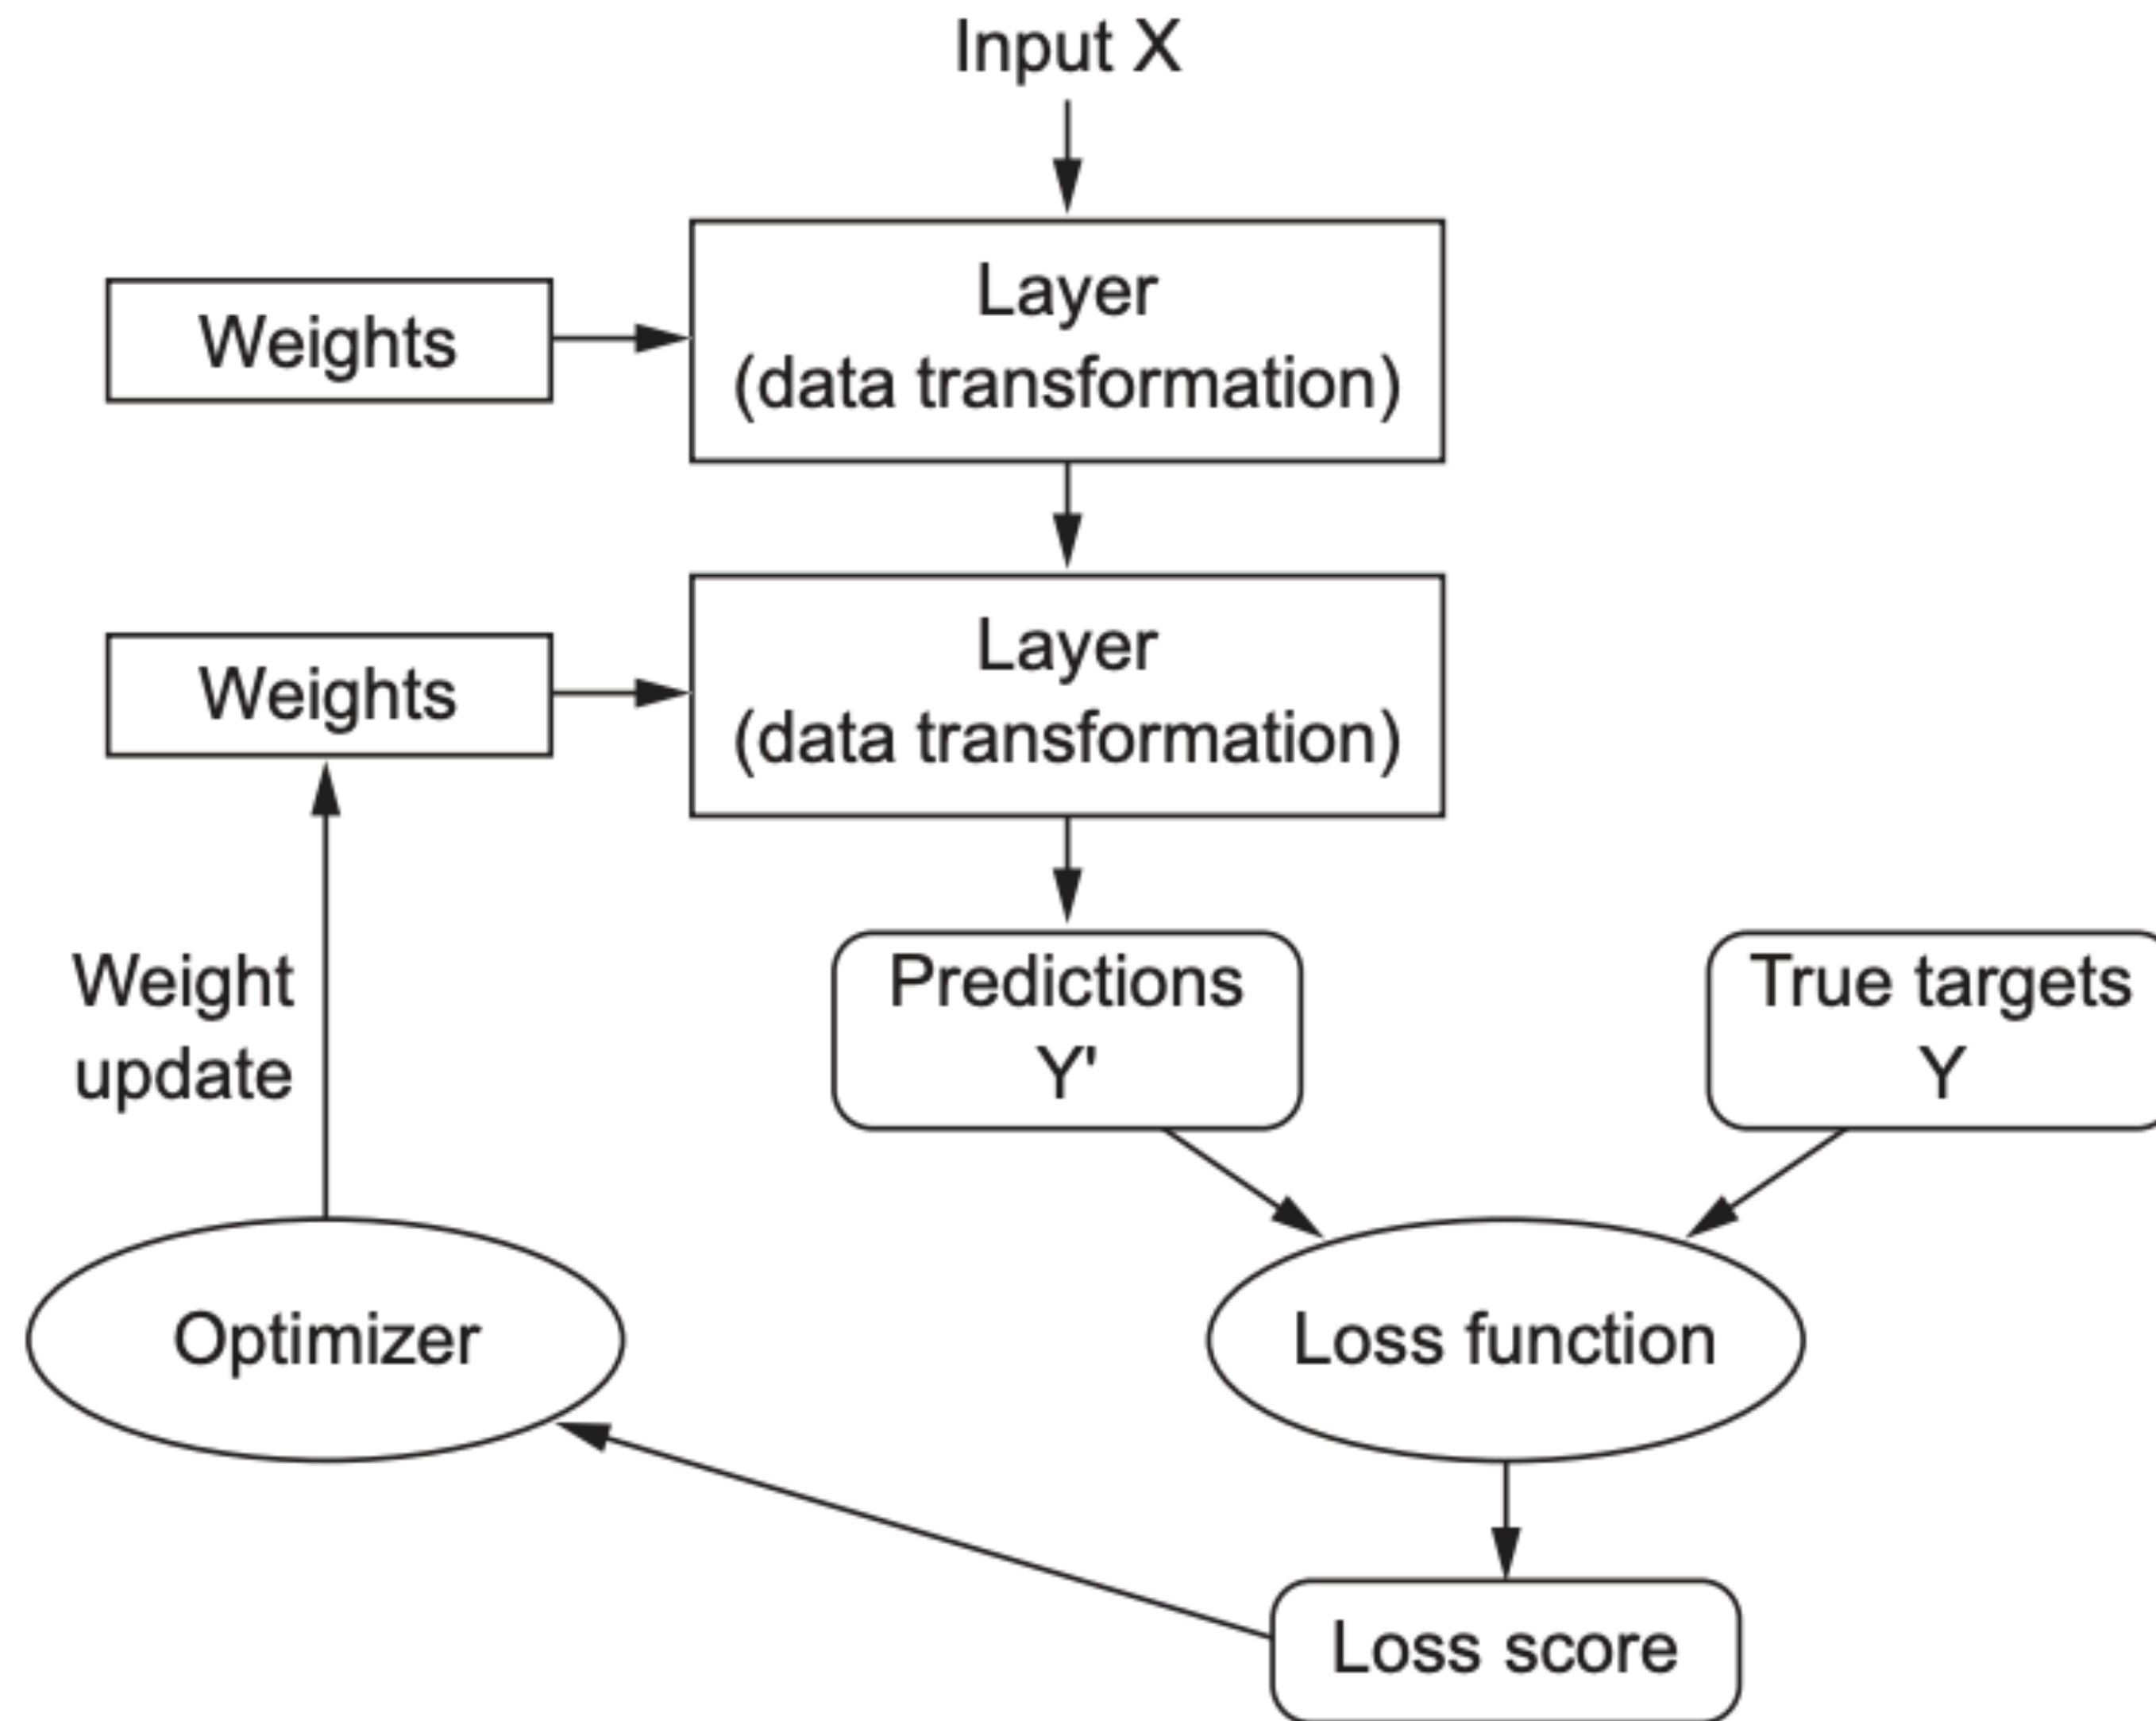 Input X
Weights
Layer
(data transformation)
Weights
Layer
(data transformation)
Weight
update
Predictions
Y'
True targets
Y
Optimizer
Loss function
Loss score